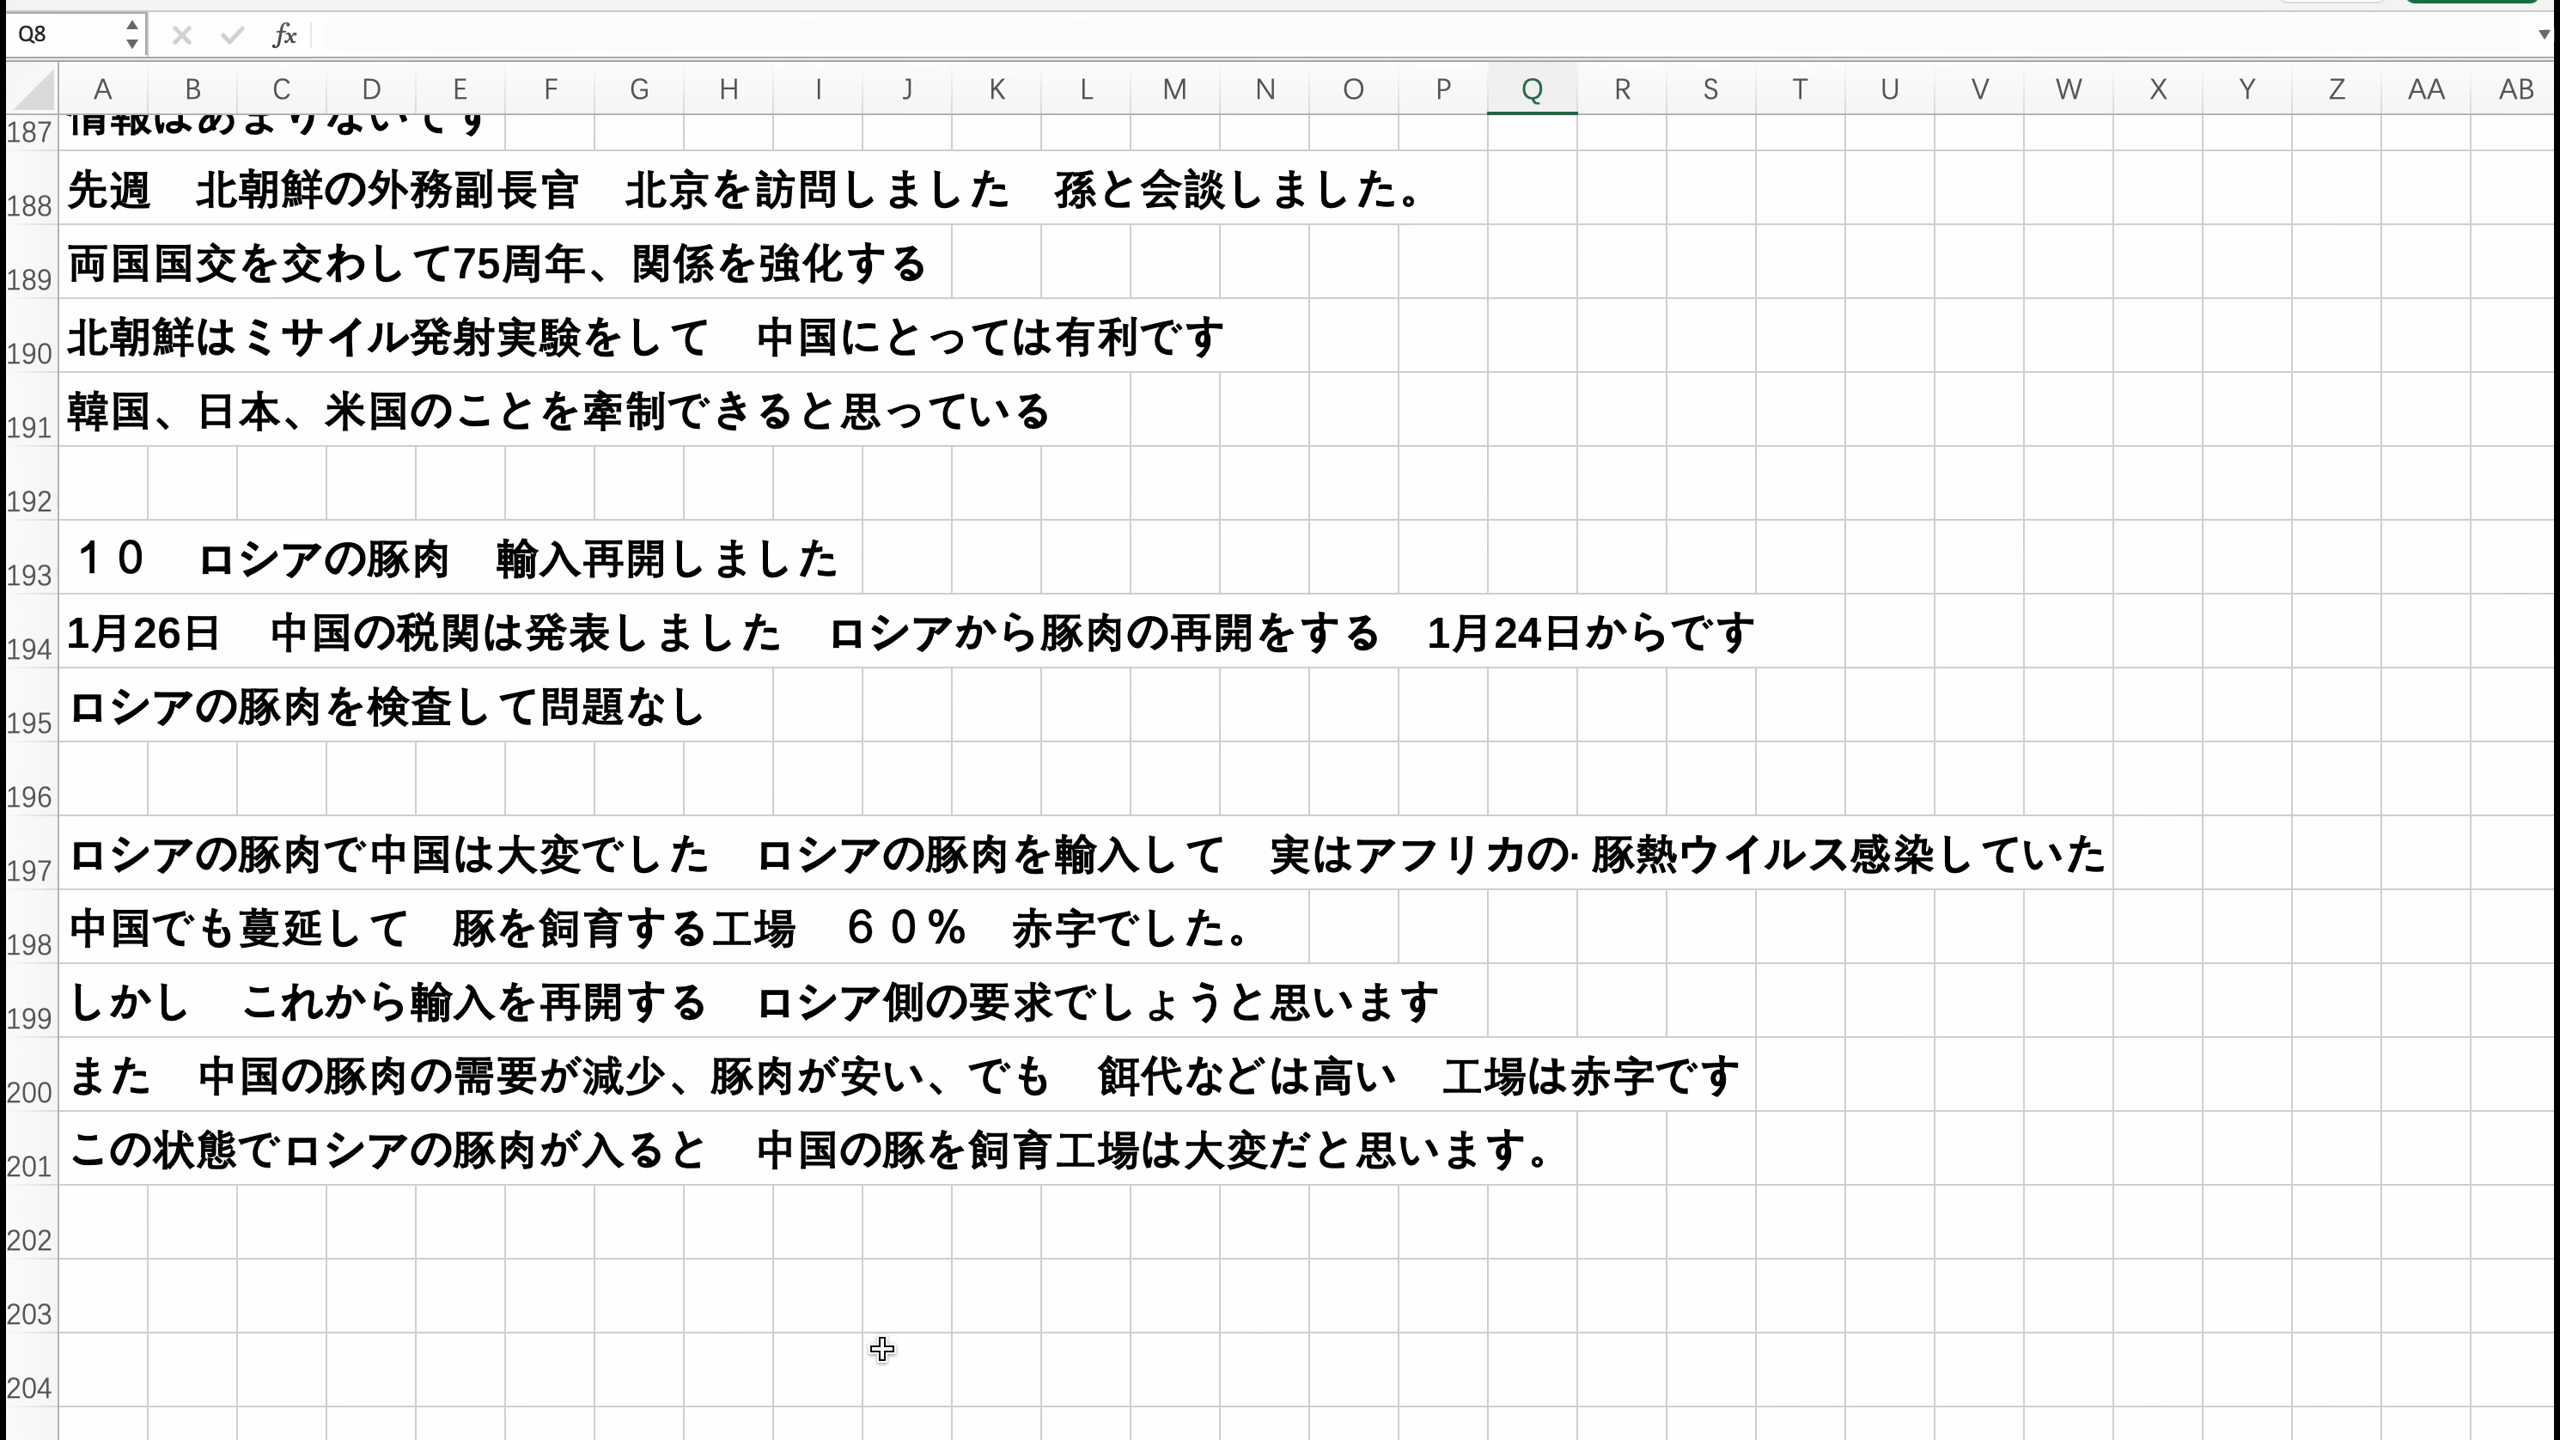 Q8
fx
A B C D E F G H I J K L M N O P Q R S T U V W X Y Z AA AB
187 情報はあまりないです
188 先週　北朝鮮の外務副長官　北京を訪問しました　孫と会談しました。
189 両国国交を交わして75周年、関係を強化する
190 北朝鮮はミサイル発射実験をして　中国にとっては有利です
191 韓国、日本、米国のことを牽制できると思っている
192
193 １０　ロシアの豚肉　輸入再開しました
194 1月26日　中国の税関は発表しました　ロシアから豚肉の再開をする　1月24日からです
195 ロシアの豚肉を検査して問題なし
196
197 ロシアの豚肉で中国は大変でした　ロシアの豚肉を輸入して　実はアフリカの· 豚熱ウイルス感染していた
198 中国でも蔓延して　豚を飼育する工場　６０％　赤字でした。
199 しかし　これから輸入を再開する　ロシア側の要求でしょうと思います
200 また　中国の豚肉の需要が減少、豚肉が安い、でも　餌代などは高い　工場は赤字です
201 この状態でロシアの豚肉が入ると　中国の豚を飼育工場は大変だと思います。
202
203
204